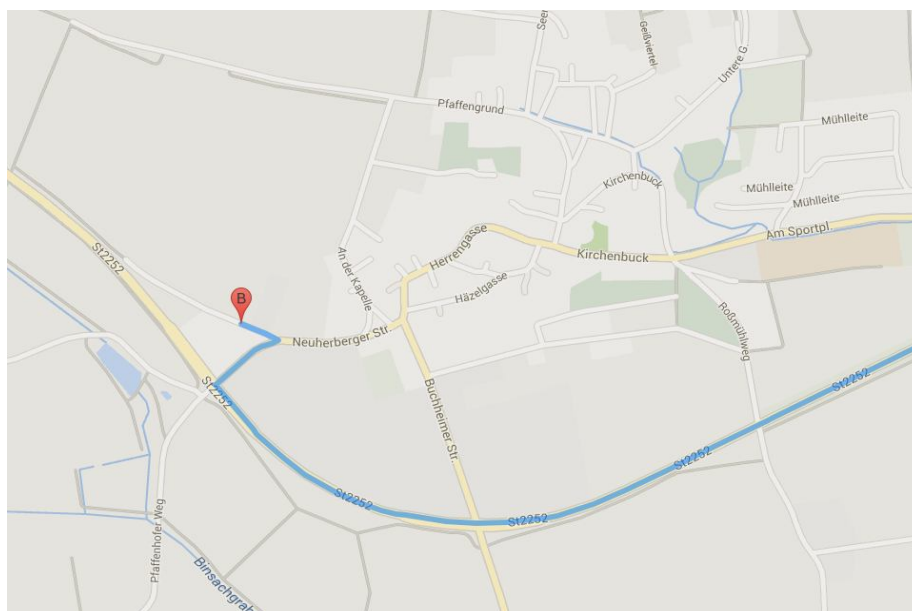 Seen
Geißviertel
Untere G.
Pfaffengrund
Mühlleite
Kirchenbuck
Mühlleite
Mühlleite
St2252
Herrengasse
Am Sportpl
Kirchenbuck
An der Kapelle
Häzelgasse
B
Roßmühlweg
Neuherberger Str.
St2252
St2252
Buchheimer Str.
St2252
St2252
St2252
Pfaffenhofer Weg
Binsachgrab